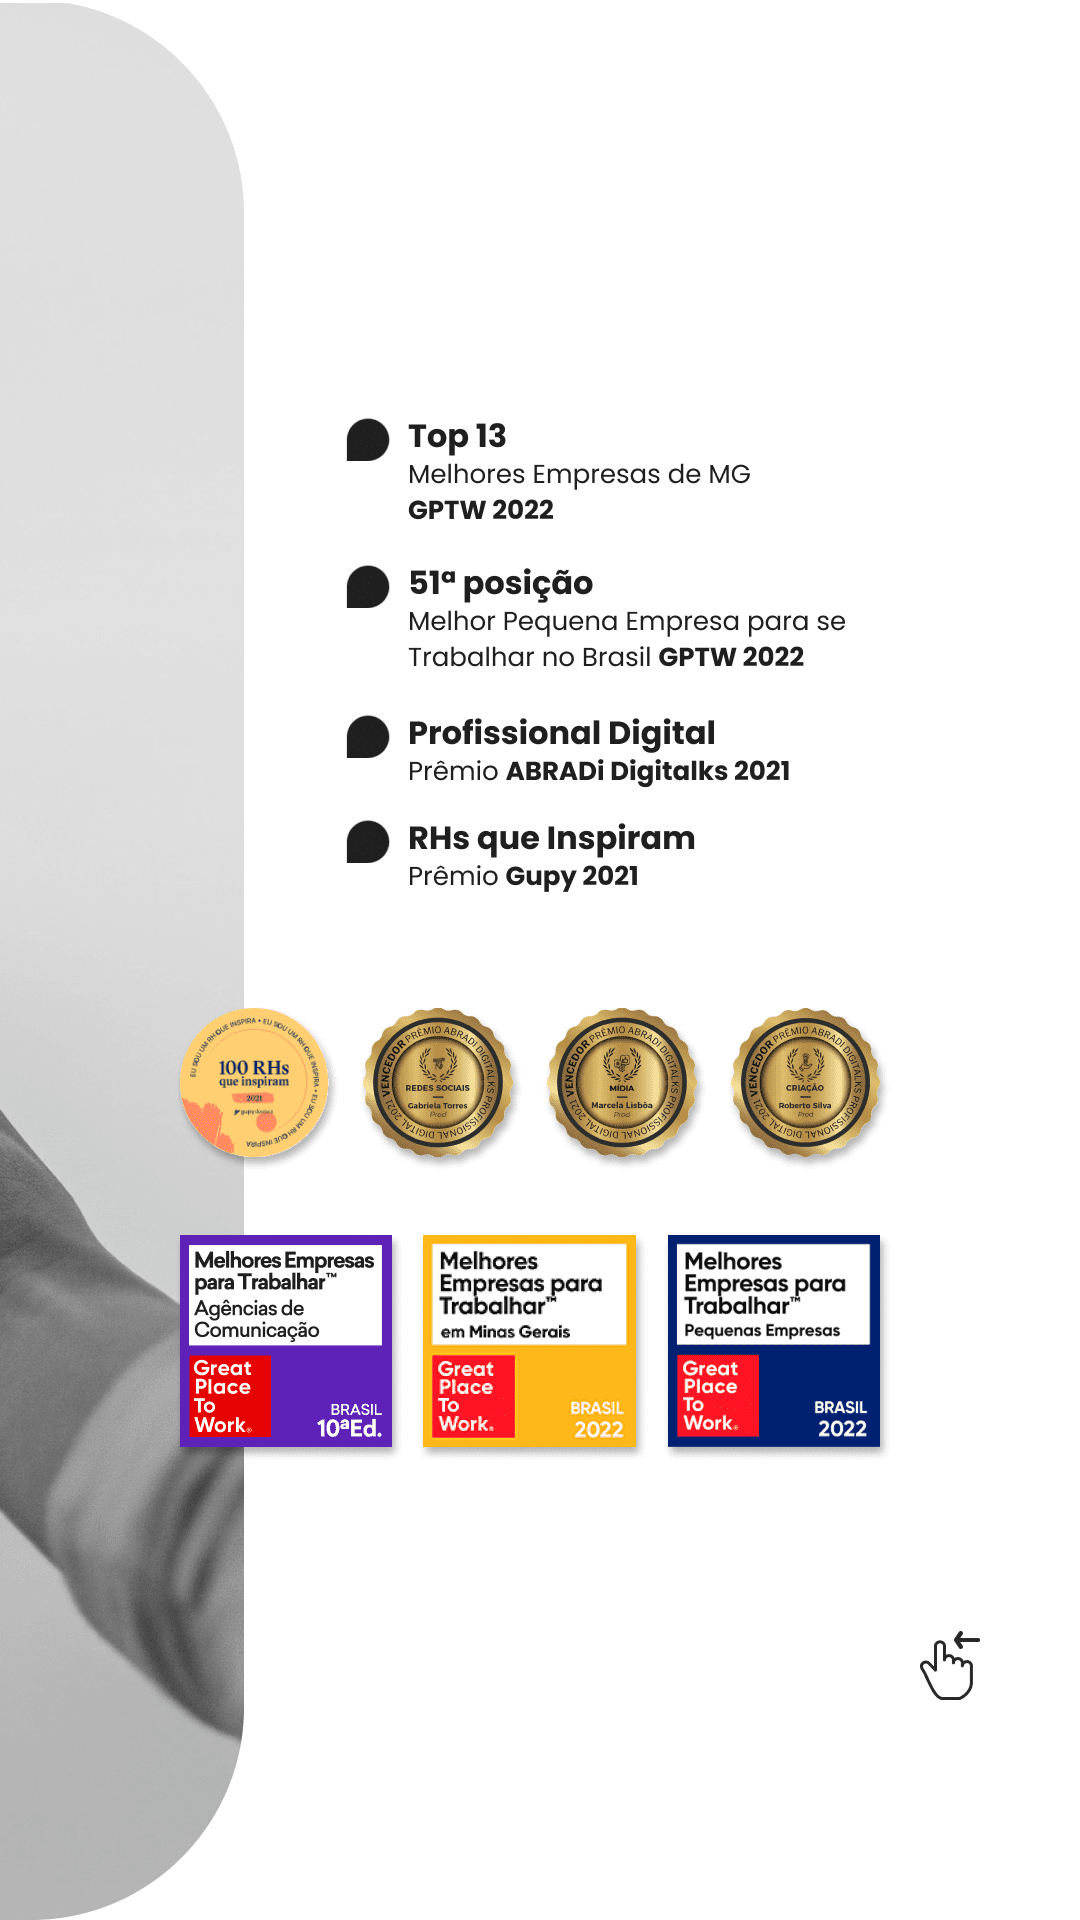 Top 13
Melhores Empresas de MG
GPTW 2022
51ª posição
Melhor Pequena Empresa para se
Trabalhar no Brasil GPTW 2022
Profissional Digital
Prêmio ABRADi Digitalks 2021
RHs que Inspiram
Prêmio Gupy 2021
EU SOU UM RH QUE INSPIRA • EU SOU UM RH QUE INSPIRA • EU SOU UM RH QUE INSPIRA
100 RHs
que inspiram
2021
VENCEDOR PRÊMIO ABRADI DIGITALKS PROFISSIONAL DIGITAL 2021
REDES SOCIAIS
Gabriela Torres
Prod
VENCEDOR PRÊMIO ABRADI DIGITALKS PROFISSIONAL DIGITAL 2021
MÍDIA
Marcela Lisbôa
Prod
VENCEDOR PRÊMIO ABRADI DIGITALKS PROFISSIONAL DIGITAL 2021
CRIAÇÃO
Roberto Silva
Prod
Melhores Empresas
para Trabalhar™
Agências de
Comunicação
Great
Place
To
Work®
BRASIL
10ªEd.
Melhores
Empresas para
Trabalhar™
em Minas Gerais
Great
Place
To
Work®
BRASIL
2022
Melhores
Empresas para
Trabalhar™
Pequenas Empresas
Great
Place
To
Work®
BRASIL
2022